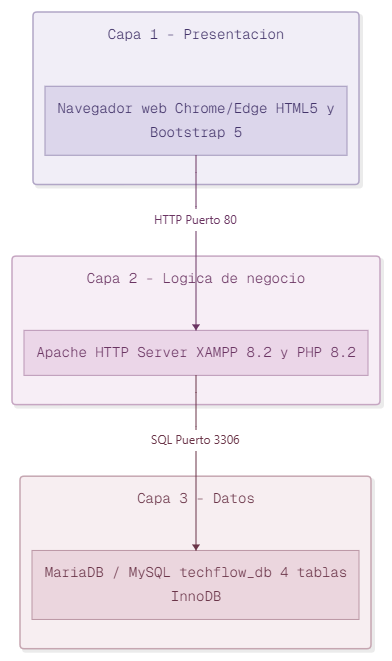 Capa 1 - Presentacion
Navegador web Chrome/Edge HTML5 y
Bootstrap 5
HTTP Puerto 80
Capa 2 - Logica de negocio
Apache HTTP Server XAMPP 8.2 y PHP 8.2
SQL Puerto 3306
Capa 3 - Datos
MariaDB / MySQL techflow_db 4 tablas
InnoDB